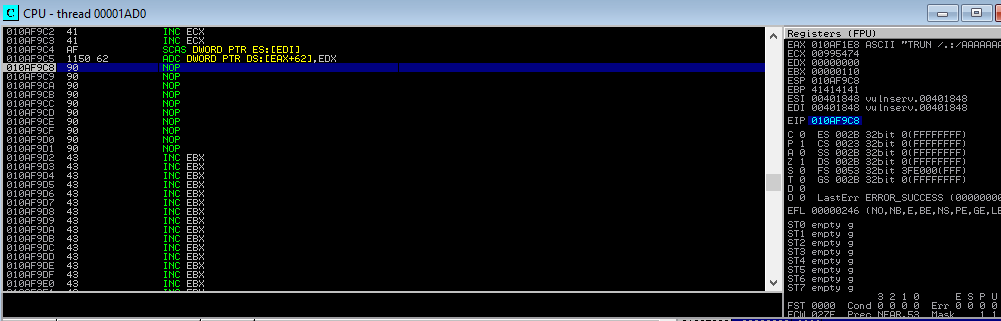 C CPU - thread 00001AD0
010AF9C2 41 INC ECX
010AF9C3 41 INC ECX
010AF9C4 AF SCAS DWORD PTR ES:[EDI]
010AF9C5 1150 62 ADC DWORD PTR DS:[EAX+62],EDX
010AF9C8 90 NOP
010AF9C9 90 NOP
010AF9CA 90 NOP
010AF9CB 90 NOP
010AF9CC 90 NOP
010AF9CD 90 NOP
010AF9CE 90 NOP
010AF9CF 90 NOP
010AF9D0 90 NOP
010AF9D1 90 NOP
010AF9D2 43 INC EBX
010AF9D3 43 INC EBX
010AF9D4 43 INC EBX
010AF9D5 43 INC EBX
010AF9D6 43 INC EBX
010AF9D7 43 INC EBX
010AF9D8 43 INC EBX
010AF9D9 43 INC EBX
010AF9DA 43 INC EBX
010AF9DB 43 INC EBX
010AF9DC 43 INC EBX
010AF9DD 43 INC EBX
010AF9DE 43 INC EBX
010AF9DF 43 INC EBX
010AF9E0 43 INC EBX
Registers (FPU)
EAX 010AF1E8 ASCII "TRUN /.:/AAAAAA
ECX 00995474
EDX 00000000
EBX 00000110
ESP 010AF9C8
EBP 41414141
ESI 00401848 vulnserv.00401848
EDI 00401848 vulnserv.00401848
EIP 010AF9C8
C 0 ES 002B 32bit 0(FFFFFFFF)
P 1 CS 0023 32bit 0(FFFFFFFF)
A 0 SS 002B 32bit 0(FFFFFFFF)
Z 1 DS 002B 32bit 0(FFFFFFFF)
S 0 FS 0053 32bit 3FE000(FFF)
T 0 GS 002B 32bit 0(FFFFFFFF)
D 0
O 0 LastErr ERROR_SUCCESS (00000000
EFL 00000246 (NO,NB,E,BE,NS,PE,GE,LE
ST0 empty g
ST1 empty g
ST2 empty g
ST3 empty g
ST4 empty g
ST5 empty g
ST6 empty g
ST7 empty g
3 2 1 0 E S P U
FST 0000 Cond 0 0 0 0 Err 0 0 0 0
FCW 027F Prec NEAR,53 Mask 1 1